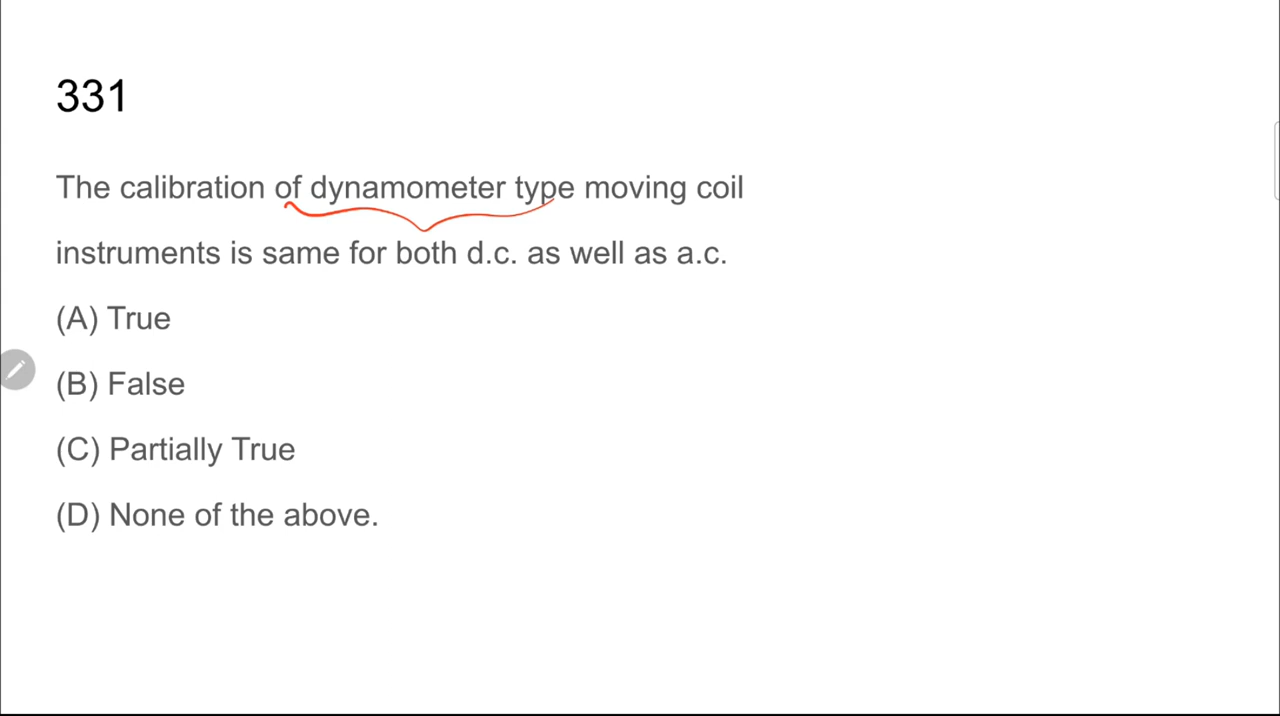 331
The calibration of dynamometer type moving coil
instruments is same for both d.c. as well as a.c.
(A) True
(B) False
(C) Partially True
(D) None of the above.